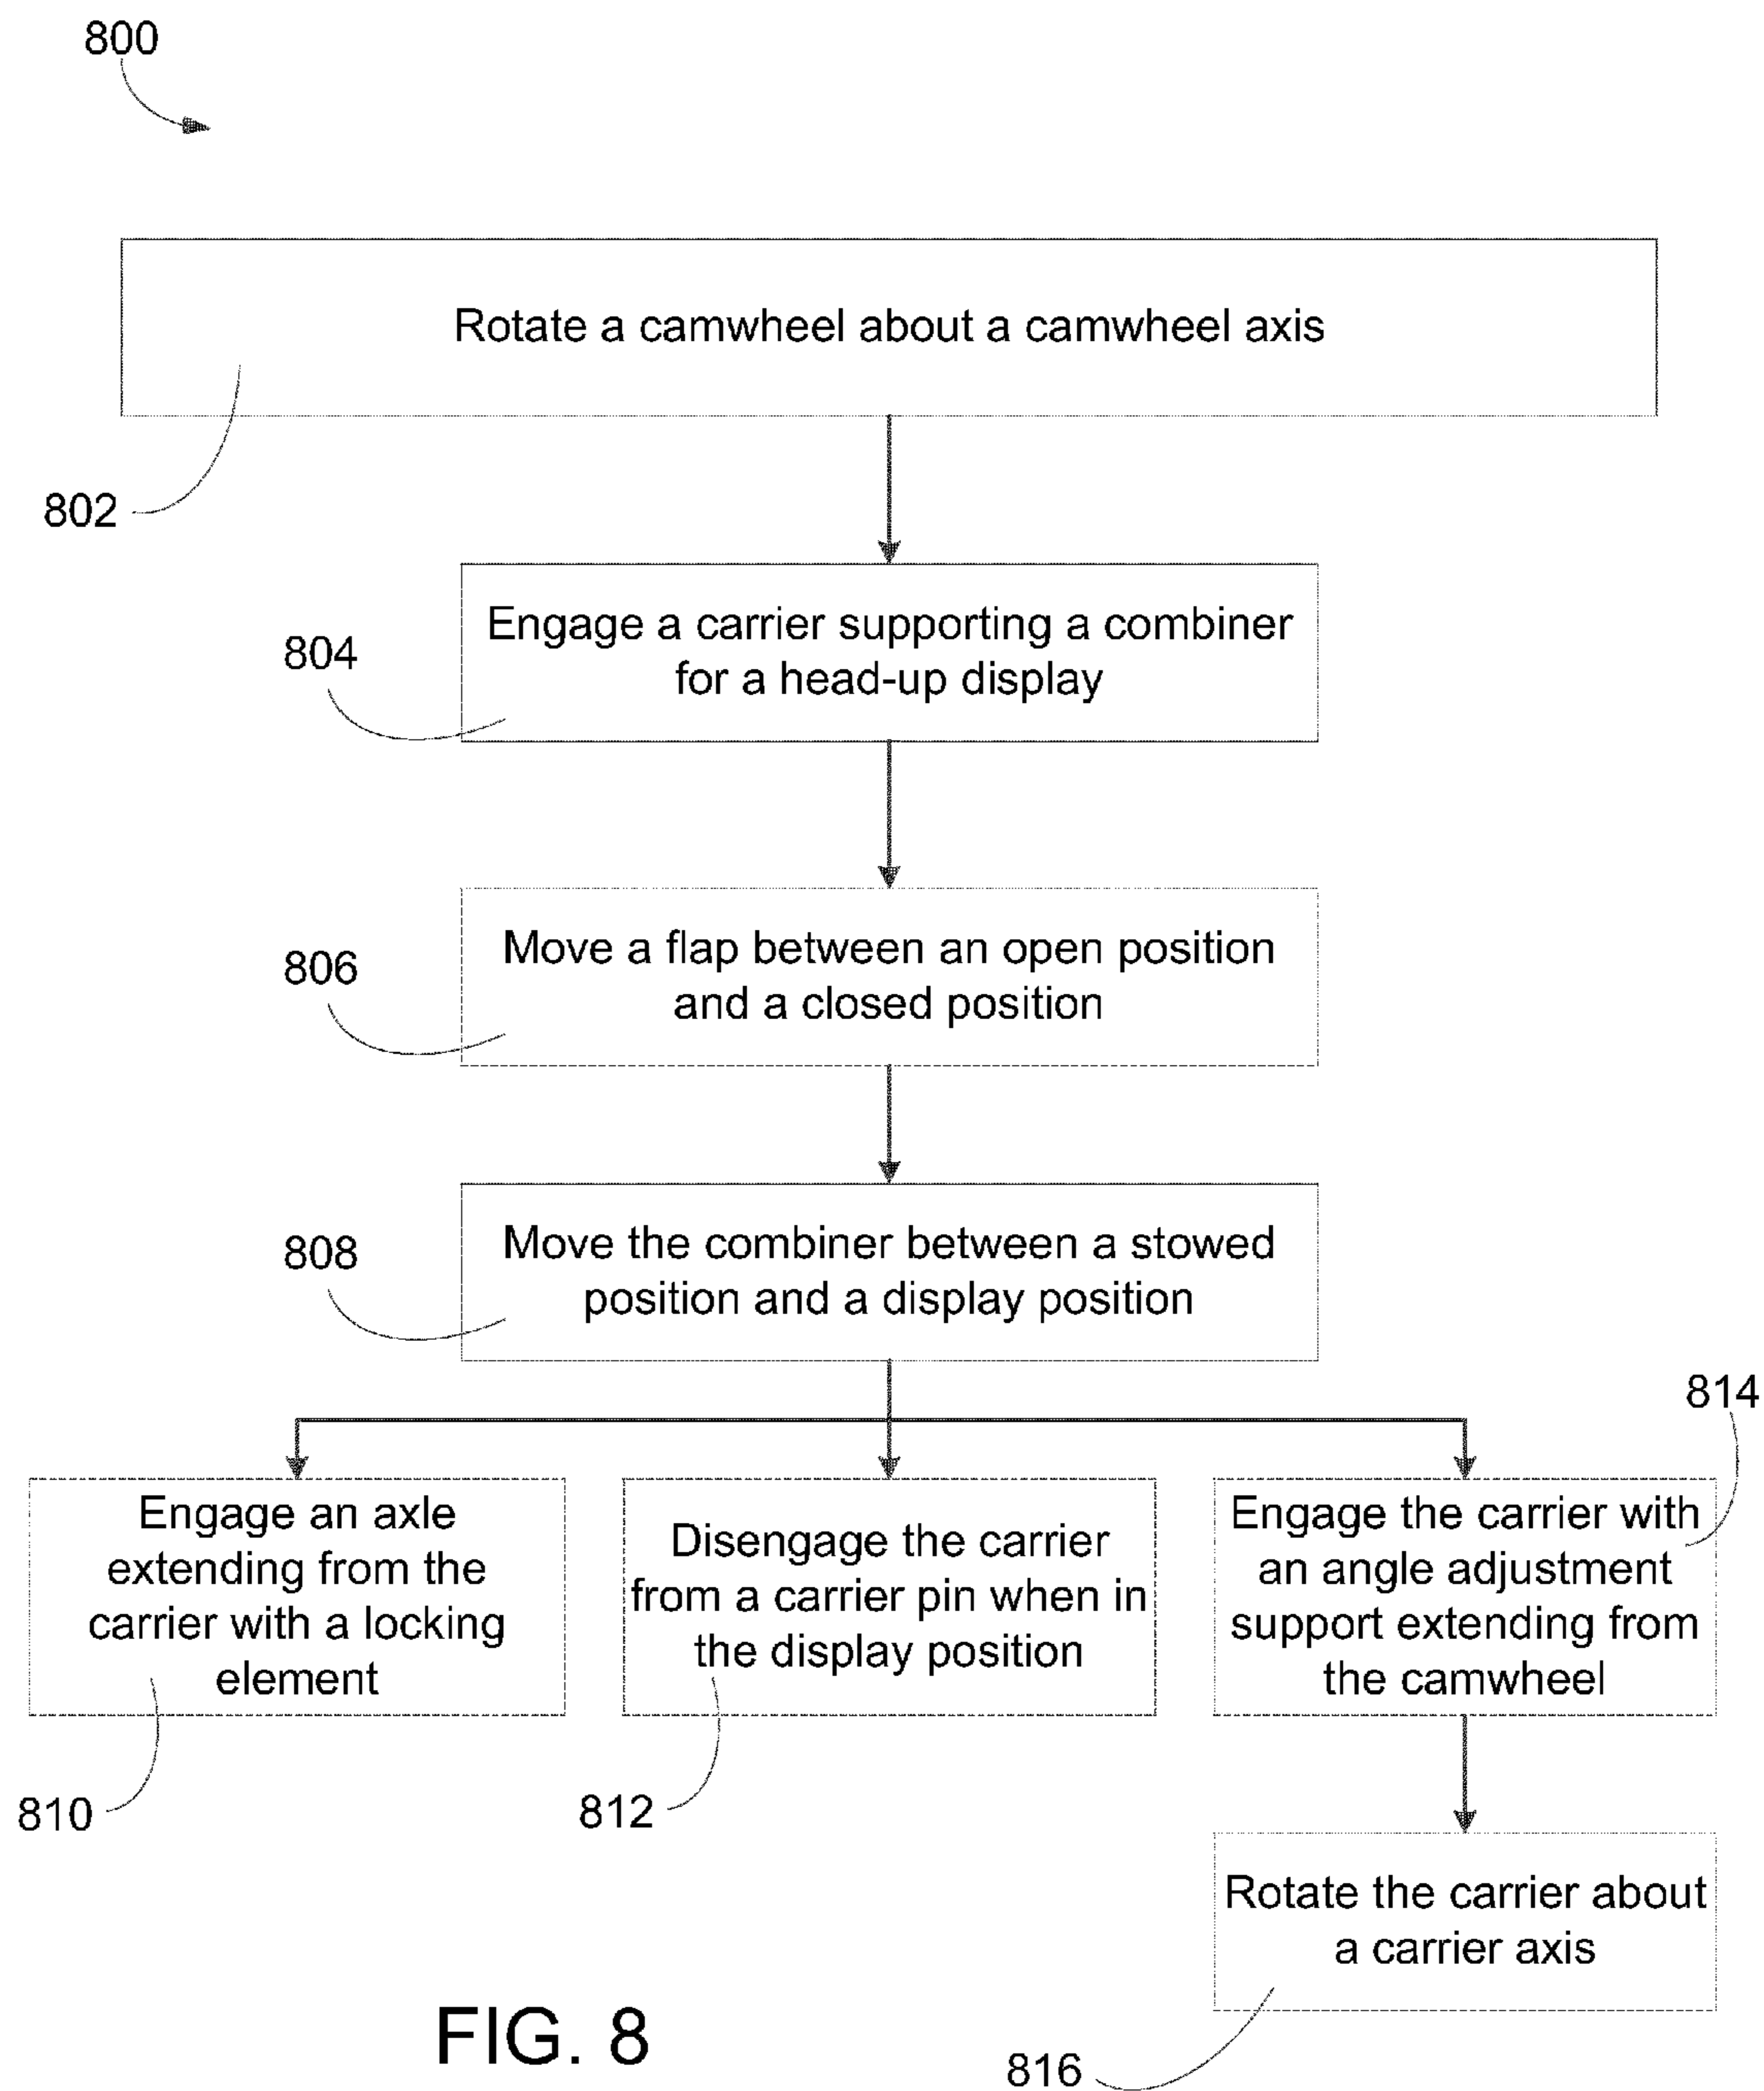 800
Rotate a camwheel about a camwheel axis
802
Engage a carrier supporting a combiner
for a head-up display
804
Move a flap between an open position
and a closed position
806
Move the combiner between a stowed
position and a display position
808
814
Engage an axle
extending from the
carrier with a locking
element
810
Disengage the carrier
from a carrier pin when in
the display position
812
Engage the carrier with
an angle adjustment
support extending from
the camwheel
Rotate the carrier about
a carrier axis
816
FIG. 8